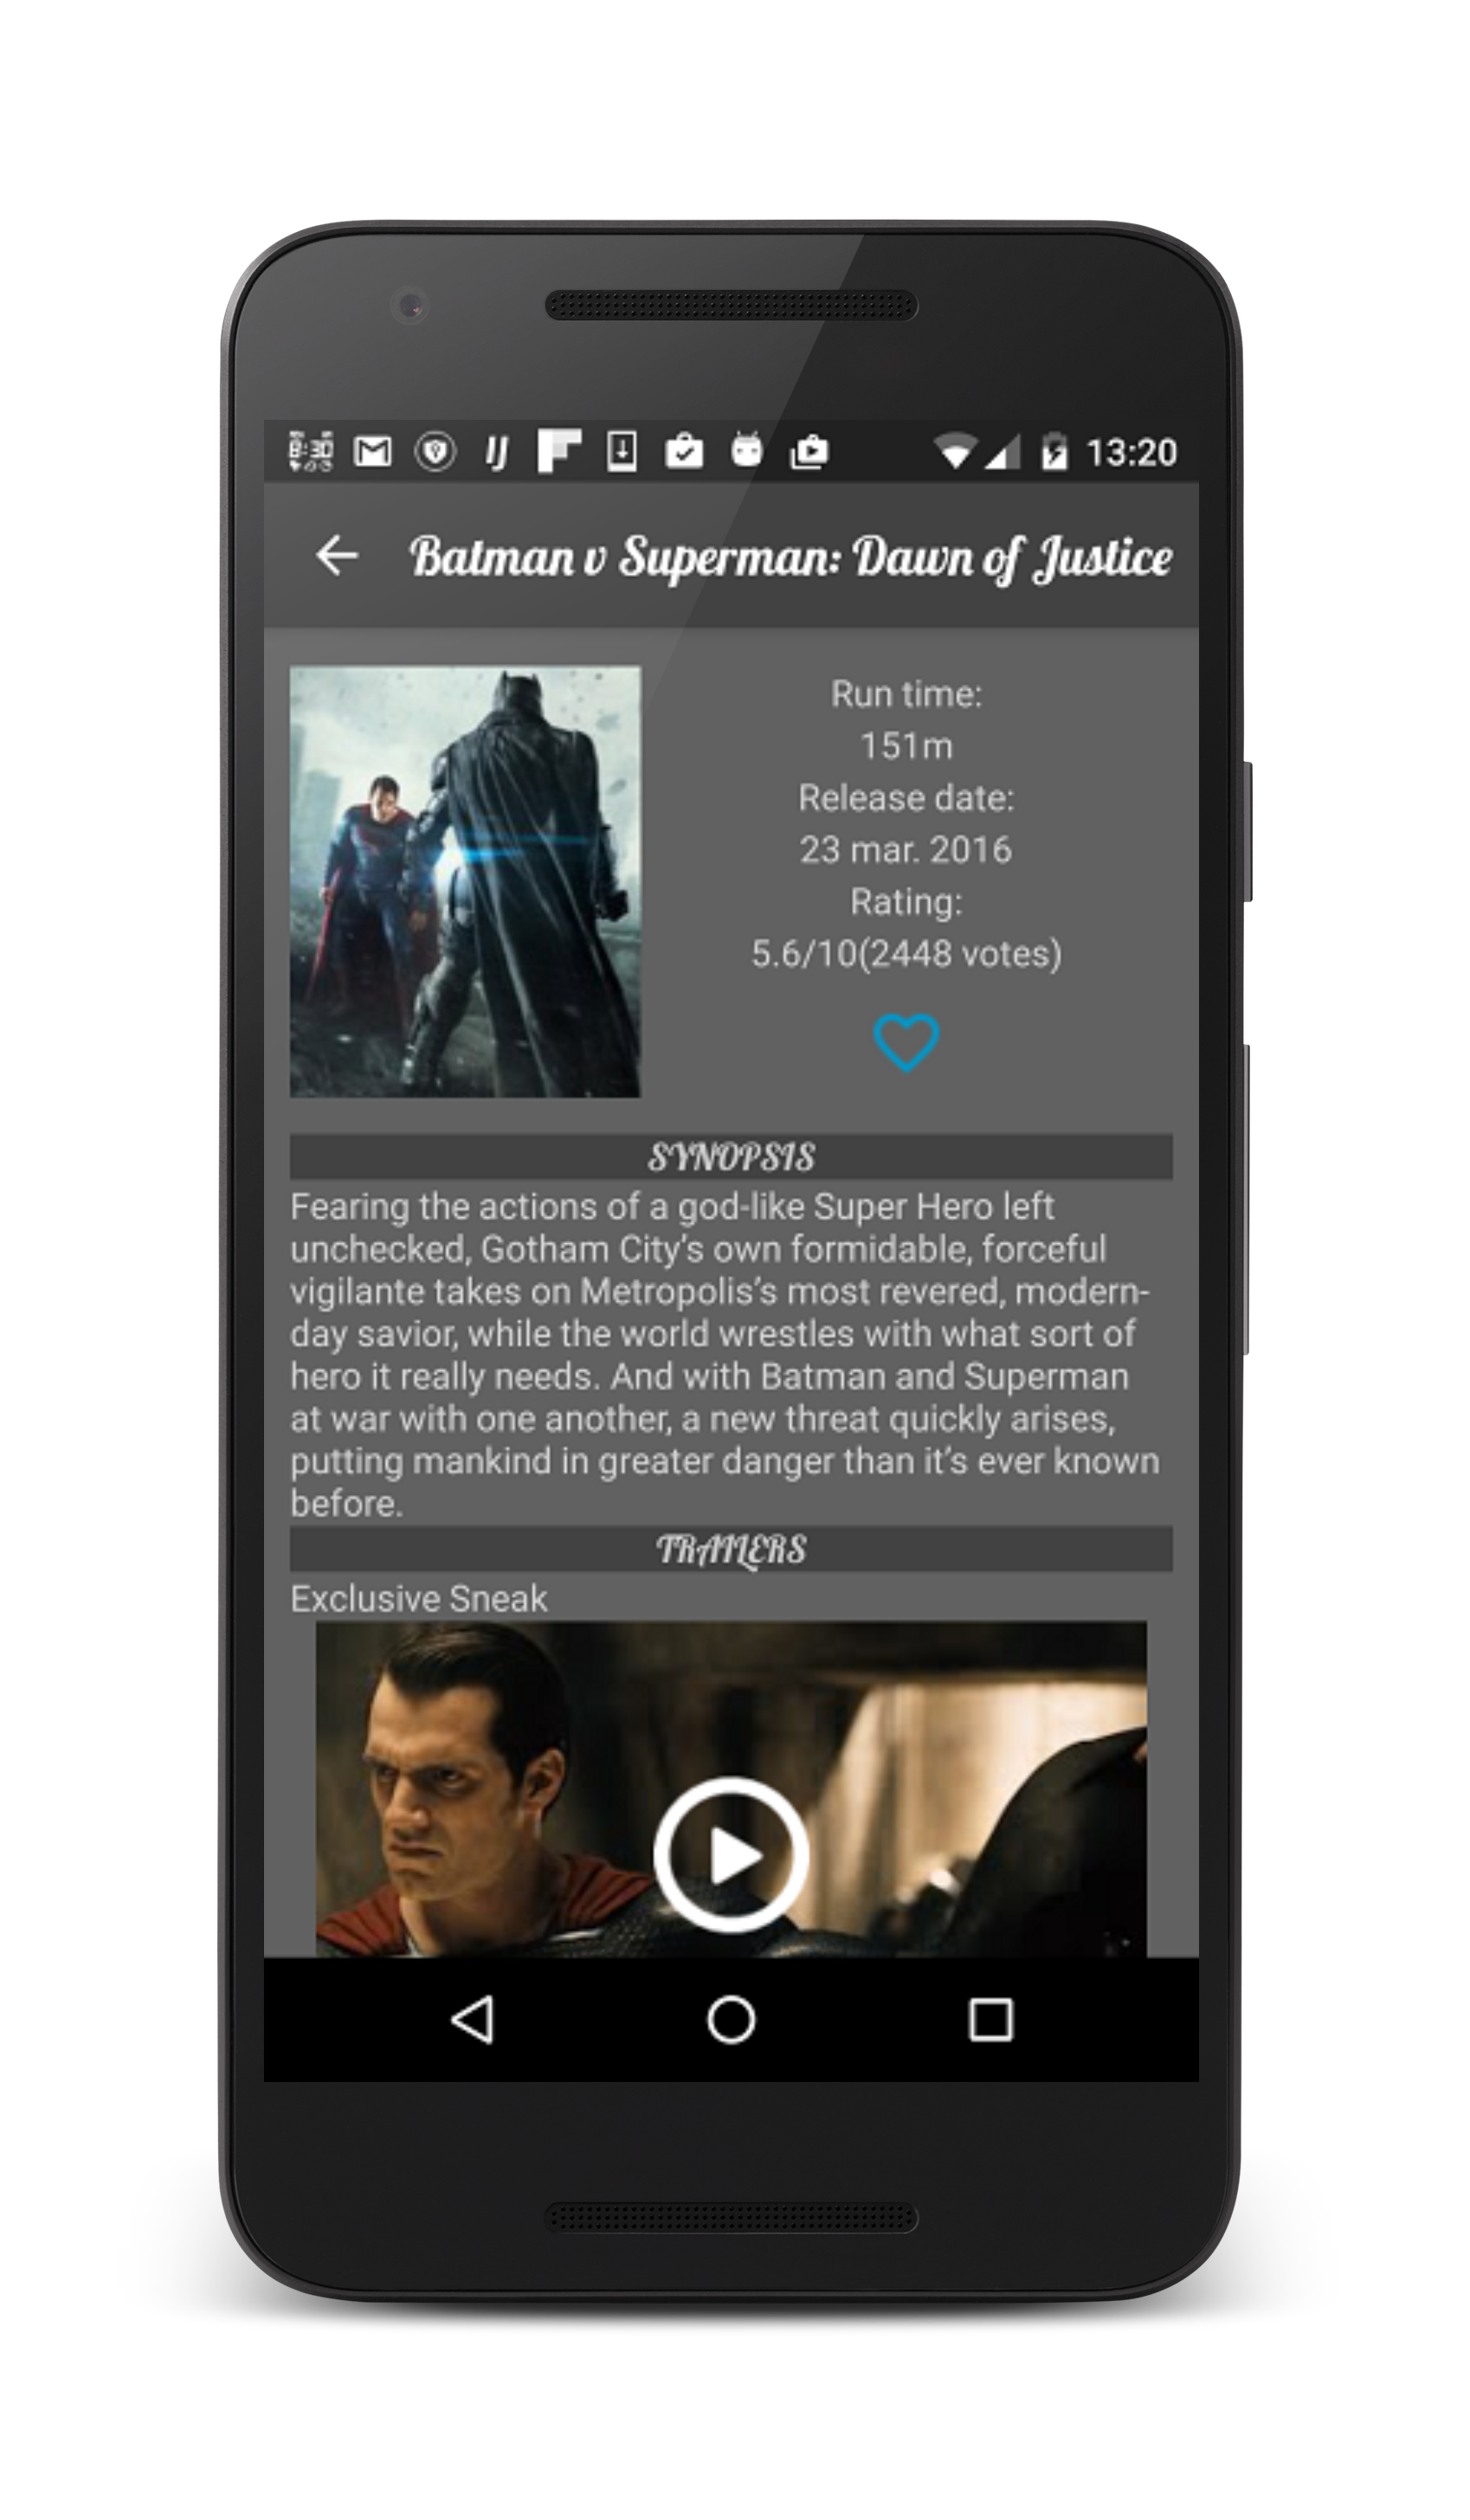 13:20
Batman v Superman: Dawn of Justice
Run time:
151m
Release date:
23 mar. 2016
Rating:
5.6/10(2448 votes)
SYNOPSIS
Fearing the actions of a god-like Super Hero left
unchecked, Gotham City’s own formidable, forceful
vigilante takes on Metropolis’s most revered, modern-
day savior, while the world wrestles with what sort of
hero it really needs. And with Batman and Superman
at war with one another, a new threat quickly arises,
putting mankind in greater danger than it’s ever known
before.
TRAILERS
Exclusive Sneak